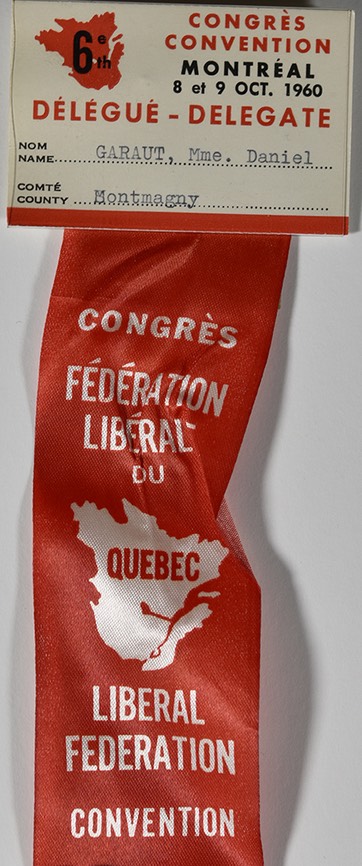 6e
th
CONGRÈS
CONVENTION
MONTRÉAL
8 et 9 OCT. 1960
DÉLÉGUÉ - DELEGATE
NOM
NAME GARAUT, Mme. Daniel
COMTÉ
COUNTY Montmagny
CONGRÈS
FÉDÉRATION
LIBÉRALE
DU
QUEBEC
LIBERAL
FEDERATION
CONVENTION